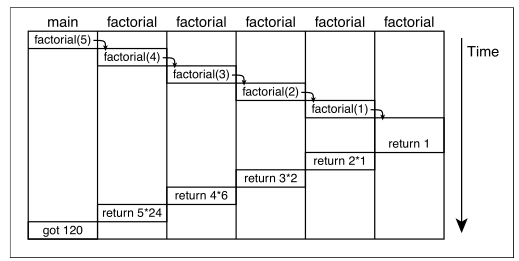 main factorial factorial factorial factorial factorial
factorial(5)
Time
factorial(4)
factorial(3)
factorial(2)
factorial(1)
return 1
return 2*1
return 3*2
return 4*6
return 5*24
got 120